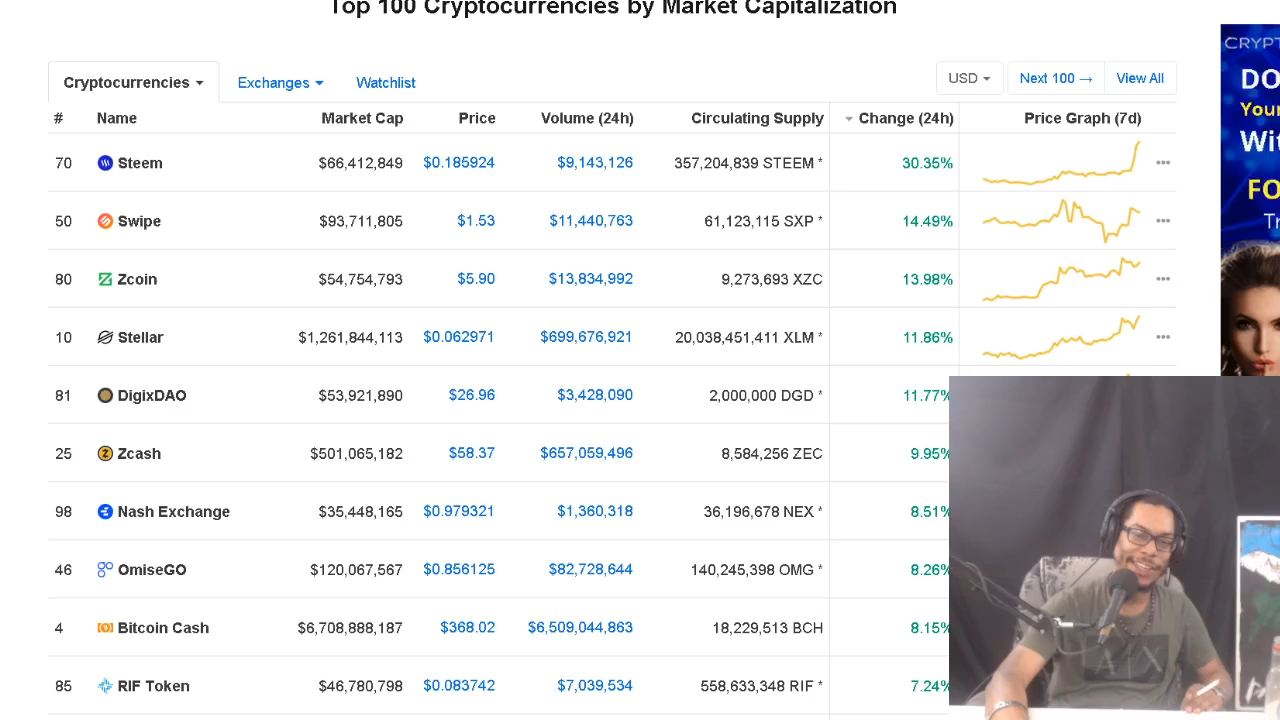 Top 100 Cryptocurrencies by Market Capitalization
Cryptocurrencies Exchanges Watchlist USD Next 100 → View All
# Name Market Cap Price Volume (24h) Circulating Supply Change (24h) Price Graph (7d)
70 Steem $66,412,849 $0.185924 $9,143,126 357,204,839 STEEM * 30.35%
50 Swipe $93,711,805 $1.53 $11,440,763 61,123,115 SXP * 14.49%
80 Zcoin $54,754,793 $5.90 $13,834,992 9,273,693 XZC 13.98%
10 Stellar $1,261,844,113 $0.062971 $699,676,921 20,038,451,411 XLM * 11.86%
81 DigixDAO $53,921,890 $26.96 $3,428,090 2,000,000 DGD * 11.77%
25 Zcash $501,065,182 $58.37 $657,059,496 8,584,256 ZEC 9.95%
98 Nash Exchange $35,448,165 $0.979321 $1,360,318 36,196,678 NEX * 8.51%
46 OmiseGO $120,067,567 $0.856125 $82,728,644 140,245,398 OMG * 8.26%
4 Bitcoin Cash $6,708,888,187 $368.02 $6,509,044,863 18,229,513 BCH 8.15%
85 RIF Token $46,780,798 $0.083742 $7,039,534 558,633,348 RIF * 7.24%
CRYPT
DO
Your
Wit
FO
Tr
AX